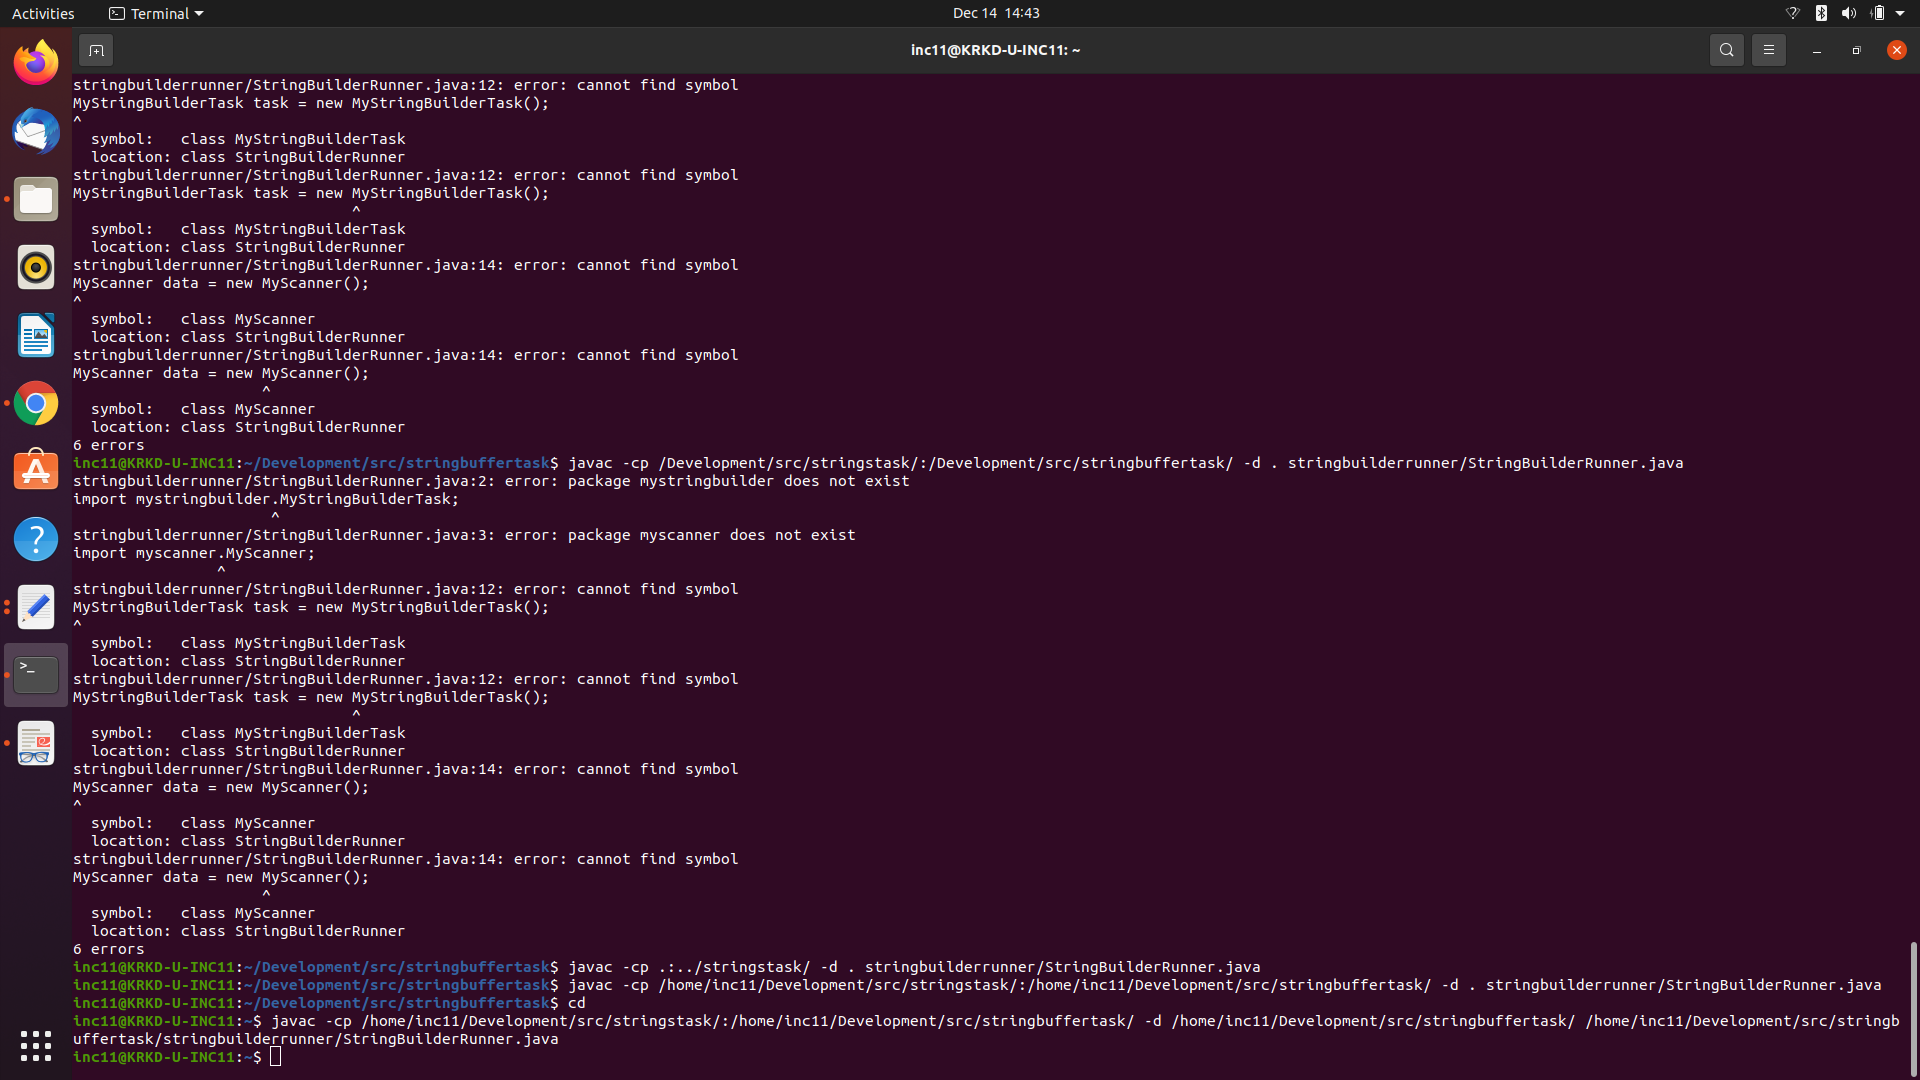 Activities
Terminal
Dec 14 14:43
inc11@KRKD-U-INC11: ~
stringbuilderrunner/StringBuilderRunner.java:12: error: cannot find symbol
MyStringBuilderTask task = new MyStringBuilderTask();
^
  symbol:   class MyStringBuilderTask
  location: class StringBuilderRunner
stringbuilderrunner/StringBuilderRunner.java:12: error: cannot find symbol
MyStringBuilderTask task = new MyStringBuilderTask();
                               ^
  symbol:   class MyStringBuilderTask
  location: class StringBuilderRunner
stringbuilderrunner/StringBuilderRunner.java:14: error: cannot find symbol
MyScanner data = new MyScanner();
^
  symbol:   class MyScanner
  location: class StringBuilderRunner
stringbuilderrunner/StringBuilderRunner.java:14: error: cannot find symbol
MyScanner data = new MyScanner();
                     ^
  symbol:   class MyScanner
  location: class StringBuilderRunner
6 errors
inc11@KRKD-U-INC11:~/Development/src/stringbuffertask$ javac -cp /Development/src/stringstask/:/Development/src/stringbuffertask/ -d . stringbuilderrunner/StringBuilderRunner.java
stringbuilderrunner/StringBuilderRunner.java:2: error: package mystringbuilder does not exist
import mystringbuilder.MyStringBuilderTask;
                      ^
stringbuilderrunner/StringBuilderRunner.java:3: error: package myscanner does not exist
import myscanner.MyScanner;
                ^
stringbuilderrunner/StringBuilderRunner.java:12: error: cannot find symbol
MyStringBuilderTask task = new MyStringBuilderTask();
^
  symbol:   class MyStringBuilderTask
  location: class StringBuilderRunner
stringbuilderrunner/StringBuilderRunner.java:12: error: cannot find symbol
MyStringBuilderTask task = new MyStringBuilderTask();
                               ^
  symbol:   class MyStringBuilderTask
  location: class StringBuilderRunner
stringbuilderrunner/StringBuilderRunner.java:14: error: cannot find symbol
MyScanner data = new MyScanner();
^
  symbol:   class MyScanner
  location: class StringBuilderRunner
stringbuilderrunner/StringBuilderRunner.java:14: error: cannot find symbol
MyScanner data = new MyScanner();
                     ^
  symbol:   class MyScanner
  location: class StringBuilderRunner
6 errors
inc11@KRKD-U-INC11:~/Development/src/stringbuffertask$ javac -cp .:../stringstask/ -d . stringbuilderrunner/StringBuilderRunner.java
inc11@KRKD-U-INC11:~/Development/src/stringbuffertask$ javac -cp /home/inc11/Development/src/stringstask/:/home/inc11/Development/src/stringbuffertask/ -d . stringbuilderrunner/StringBuilderRunner.java
inc11@KRKD-U-INC11:~/Development/src/stringbuffertask$ cd
inc11@KRKD-U-INC11:~$ javac -cp /home/inc11/Development/src/stringstask/:/home/inc11/Development/src/stringbuffertask/ -d /home/inc11/Development/src/stringbuffertask/ /home/inc11/Development/src/stringb
uffertask/stringbuilderrunner/StringBuilderRunner.java
inc11@KRKD-U-INC11:~$